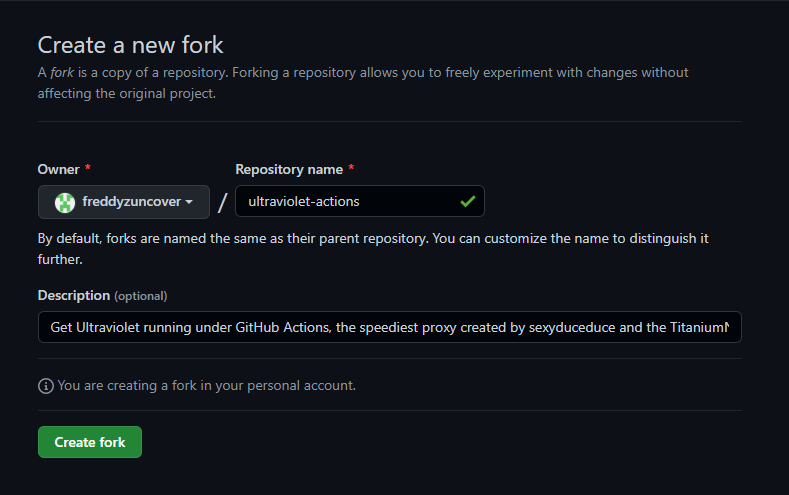 Create a new fork
A fork is a copy of a repository. Forking a repository allows you to freely experiment with changes without
affecting the original project.
Owner * Repository name *
freddyzuncover / ultraviolet-actions
By default, forks are named the same as their parent repository. You can customize the name to distinguish it
further.
Description (optional)
Get Ultraviolet running under GitHub Actions, the speediest proxy created by sexyduceduce and the Titanium
You are creating a fork in your personal account.
Create fork